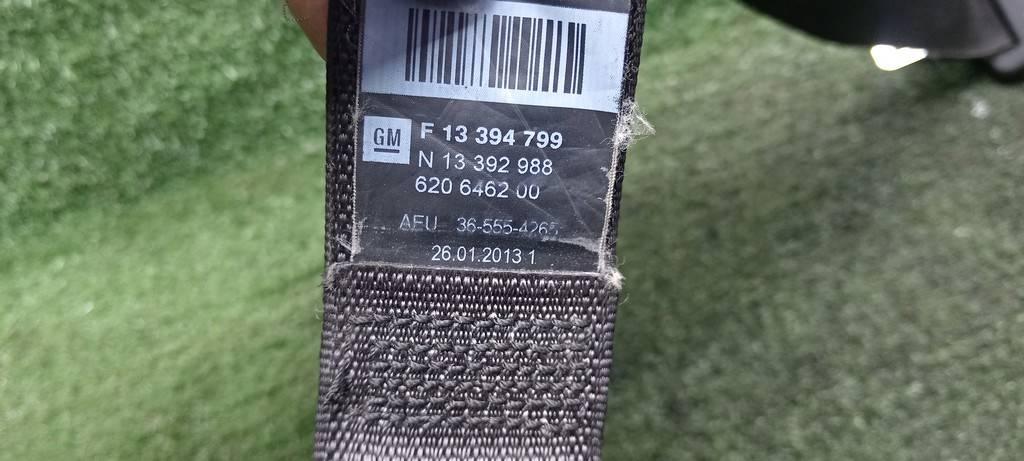 GM F 13 394 799
N 13 392 988
620 6462 00
AEU 36-555-4265
26.01.2013 1